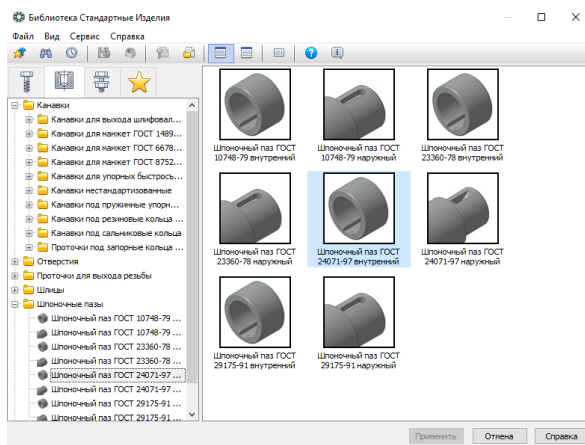 Библиотека Стандартные Изделия
Файл Вид Сервис Справка
Канавки
Канавки для выхода шлифовал...
Канавки для манжет ГОСТ 1489...
Канавки для манжет ГОСТ 6678...
Канавки для манжет ГОСТ 8752...
Канавки для упорных быстросъ...
Канавки нестандартизованные
Канавки под пружинные упорн...
Канавки под резиновые кольца ...
Канавки под сальниковые кольца
Проточки под запорные кольца ...
Отверстия
Проточки для выхода резьбы
Шлицы
Шпоночные пазы
Шпоночный паз ГОСТ 10748-79 ...
Шпоночный паз ГОСТ 10748-79 ...
Шпоночный паз ГОСТ 23360-78 ...
Шпоночный паз ГОСТ 23360-78 ...
Шпоночный паз ГОСТ 24071-97 ...
Шпоночный паз ГОСТ 24071-97 ...
Шпоночный паз ГОСТ 29175-91 ...
Шпоночный паз ГОСТ 29175-91 ...
Шпоночный паз ГОСТ
10748-79 внутренний
Шпоночный паз ГОСТ
10748-79 наружный
Шпоночный паз ГОСТ
23360-78 внутренний
Шпоночный паз ГОСТ
23360-78 наружный
Шпоночный паз ГОСТ
24071-97 внутренний
Шпоночный паз ГОСТ
24071-97 наружный
Шпоночный паз ГОСТ
29175-91 внутренний
Шпоночный паз ГОСТ
29175-91 наружный
Применить Отмена Справка